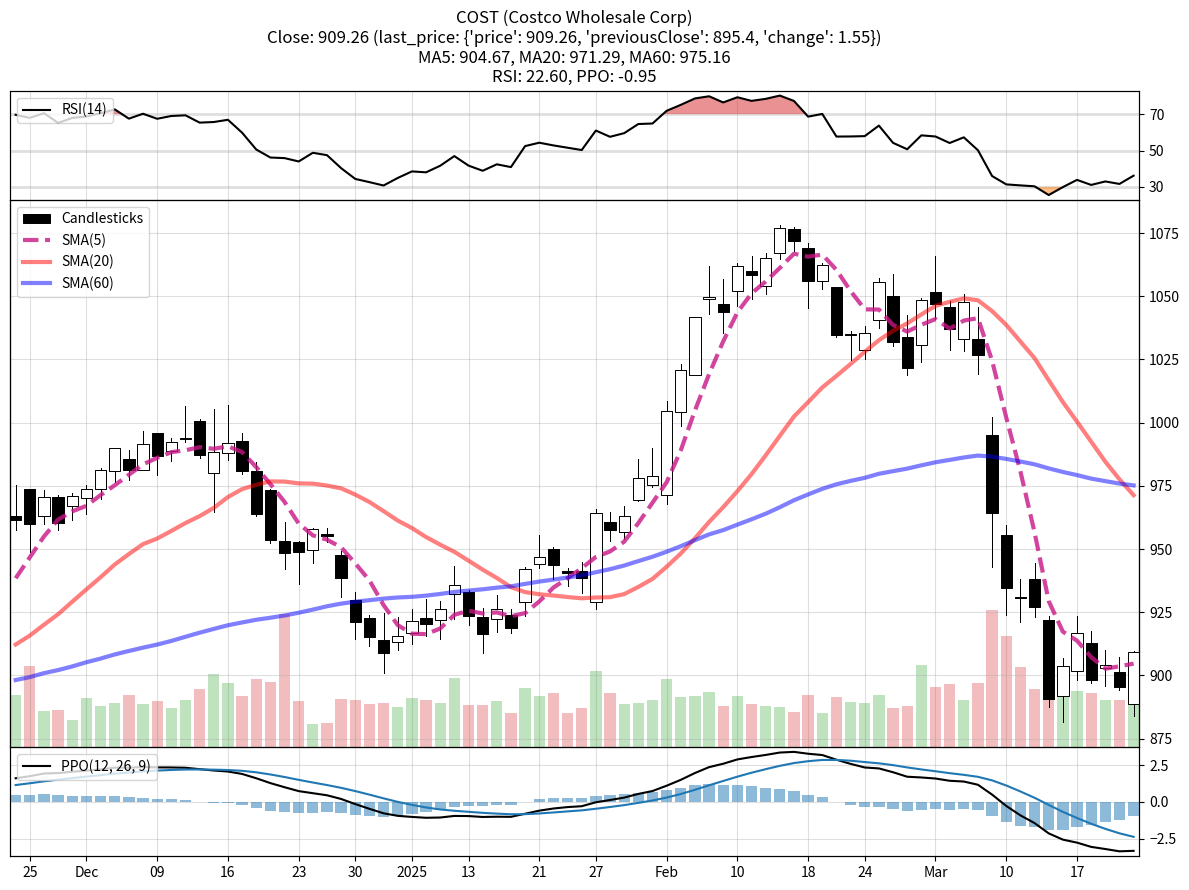 COST (Costco Wholesale Corp)
Close: 909.26 (last_price: {'price': 909.26, 'previousClose': 895.4, 'change': 1.55})
MA5: 904.67, MA20: 971.29, MA60: 975.16
RSI: 22.60, PPO: -0.95
RSI(14)
70
50
30
Candlesticks
SMA(5)
SMA(20)
SMA(60)
1075
1050
1025
1000
975
950
925
900
875
PPO(12, 26, 9)
2.5
0.0
−2.5
25 Dec 09 16 23 30 2025 13 21 27 Feb 10 18 24 Mar 10 17